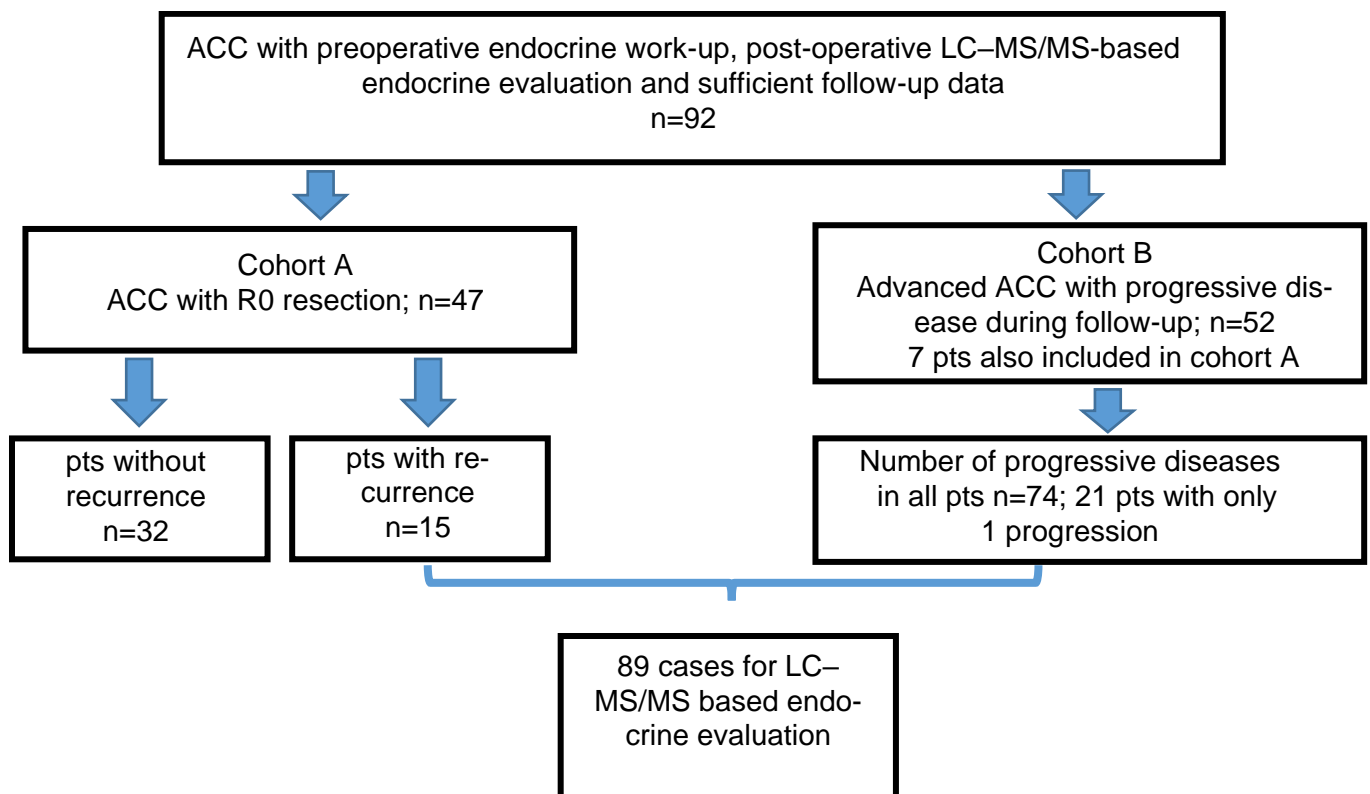 ACC with preoperative endocrine work-up, post-operative LC–MS/MS-based
endocrine evaluation and sufficient follow-up data
n=92
Cohort A
ACC with R0 resection; n=47
Cohort B
Advanced ACC with progressive dis-
ease during follow-up; n=52
7 pts also included in cohort A
pts without
recurrence
n=32
pts with re-
currence
n=15
Number of progressive diseases
in all pts n=74; 21 pts with only
1 progression
89 cases for LC–
MS/MS based endo-
crine evaluation